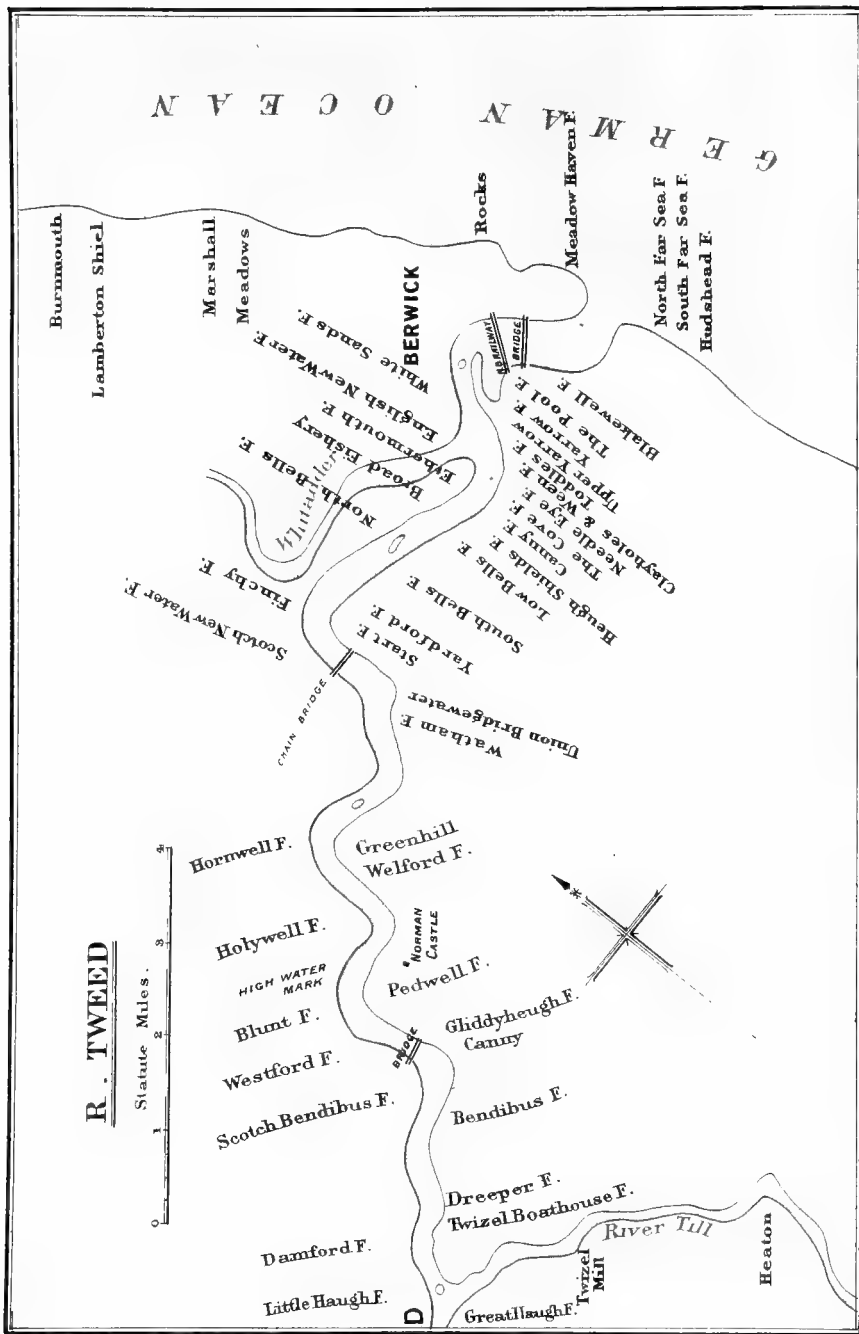 R. TWEED
Statute Miles.
0 1 2 3 4
GERMAN OCEAN
Burnmouth
Lamberton Shiel
Marshall
Meadows
BERWICK
Rocks
Meadow Haven F.
North Far Sea F
South Far Sea F.
Hudshead F.
White Sands F.
English New Water F.
Ethermouth F.
Broad Fishery
North Bells F.
Whitadder
Finchy F.
Scotch New Water F.
CHAIN BRIDGE
N.B. RAILWAY
BRIDGE
Blakewell F.
The Pool F.
Yarrow F.
Upper Yarrow
Toddles F.
Clayholes & Ween F.
Needle Eye F.
The Cove F.
Canny F.
Heugh Shields F.
Low Bells F.
South Bells F.
Yardford F.
Start F.
Union Bridgewater
Watham F.
Hornwell F.
Greenhill
Welford F.
Holywell F.
NORMAN
CASTLE
HIGH WATER
MARK
Pedwell F.
Blunt F.
Gliddyheugh F.
Canny
BRIDGE
Westford F.
Scotch Bendibus F.
Bendibus F.
Dreeper F.
Twizel Boathouse F.
River Till
Damford F.
Little Haugh F.
D
Great Haugh F.
Twizel
Mill
Heaton